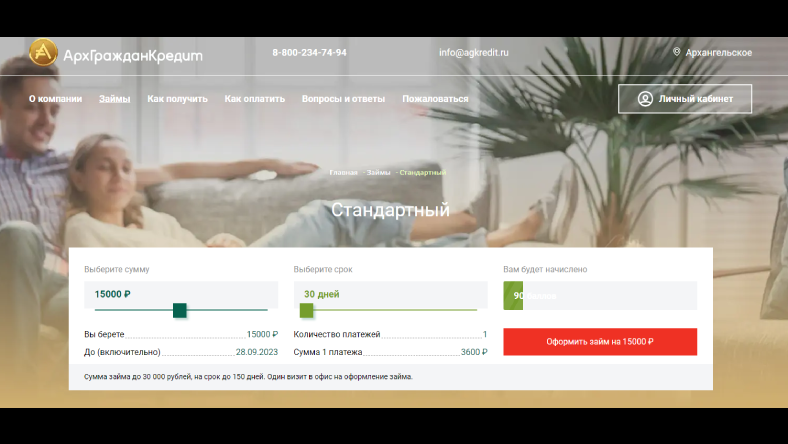 АрхГражданКредит
8-800-234-74-94
info@agkredit.ru
Архангельское
О компании Займы Как получить Как оплатить Вопросы и ответы Пожаловаться
Личный кабинет
Главная - Займы - Стандартный
Стандартный
Выберите сумму
15000 ₽
Вы берете 15000 ₽
До (включительно) 28.09.2023
Выберите срок
30 дней
Количество платежей 1
Сумма 1 платежа 3600 ₽
Вам будет начислено
90
Оформить займ на 15000 ₽
Сумма займа до 30 000 рублей, на срок до 150 дней. Один визит в офис на оформление займа.